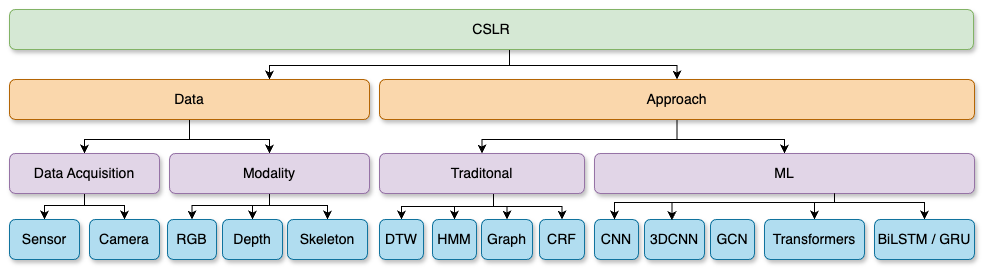 CSLR
Data
Approach
Data Acquisition
Modality
Traditonal
ML
Sensor
Camera
RGB
Depth
Skeleton
DTW
HMM
Graph
CRF
CNN
3DCNN
GCN
Transformers
BiLSTM / GRU